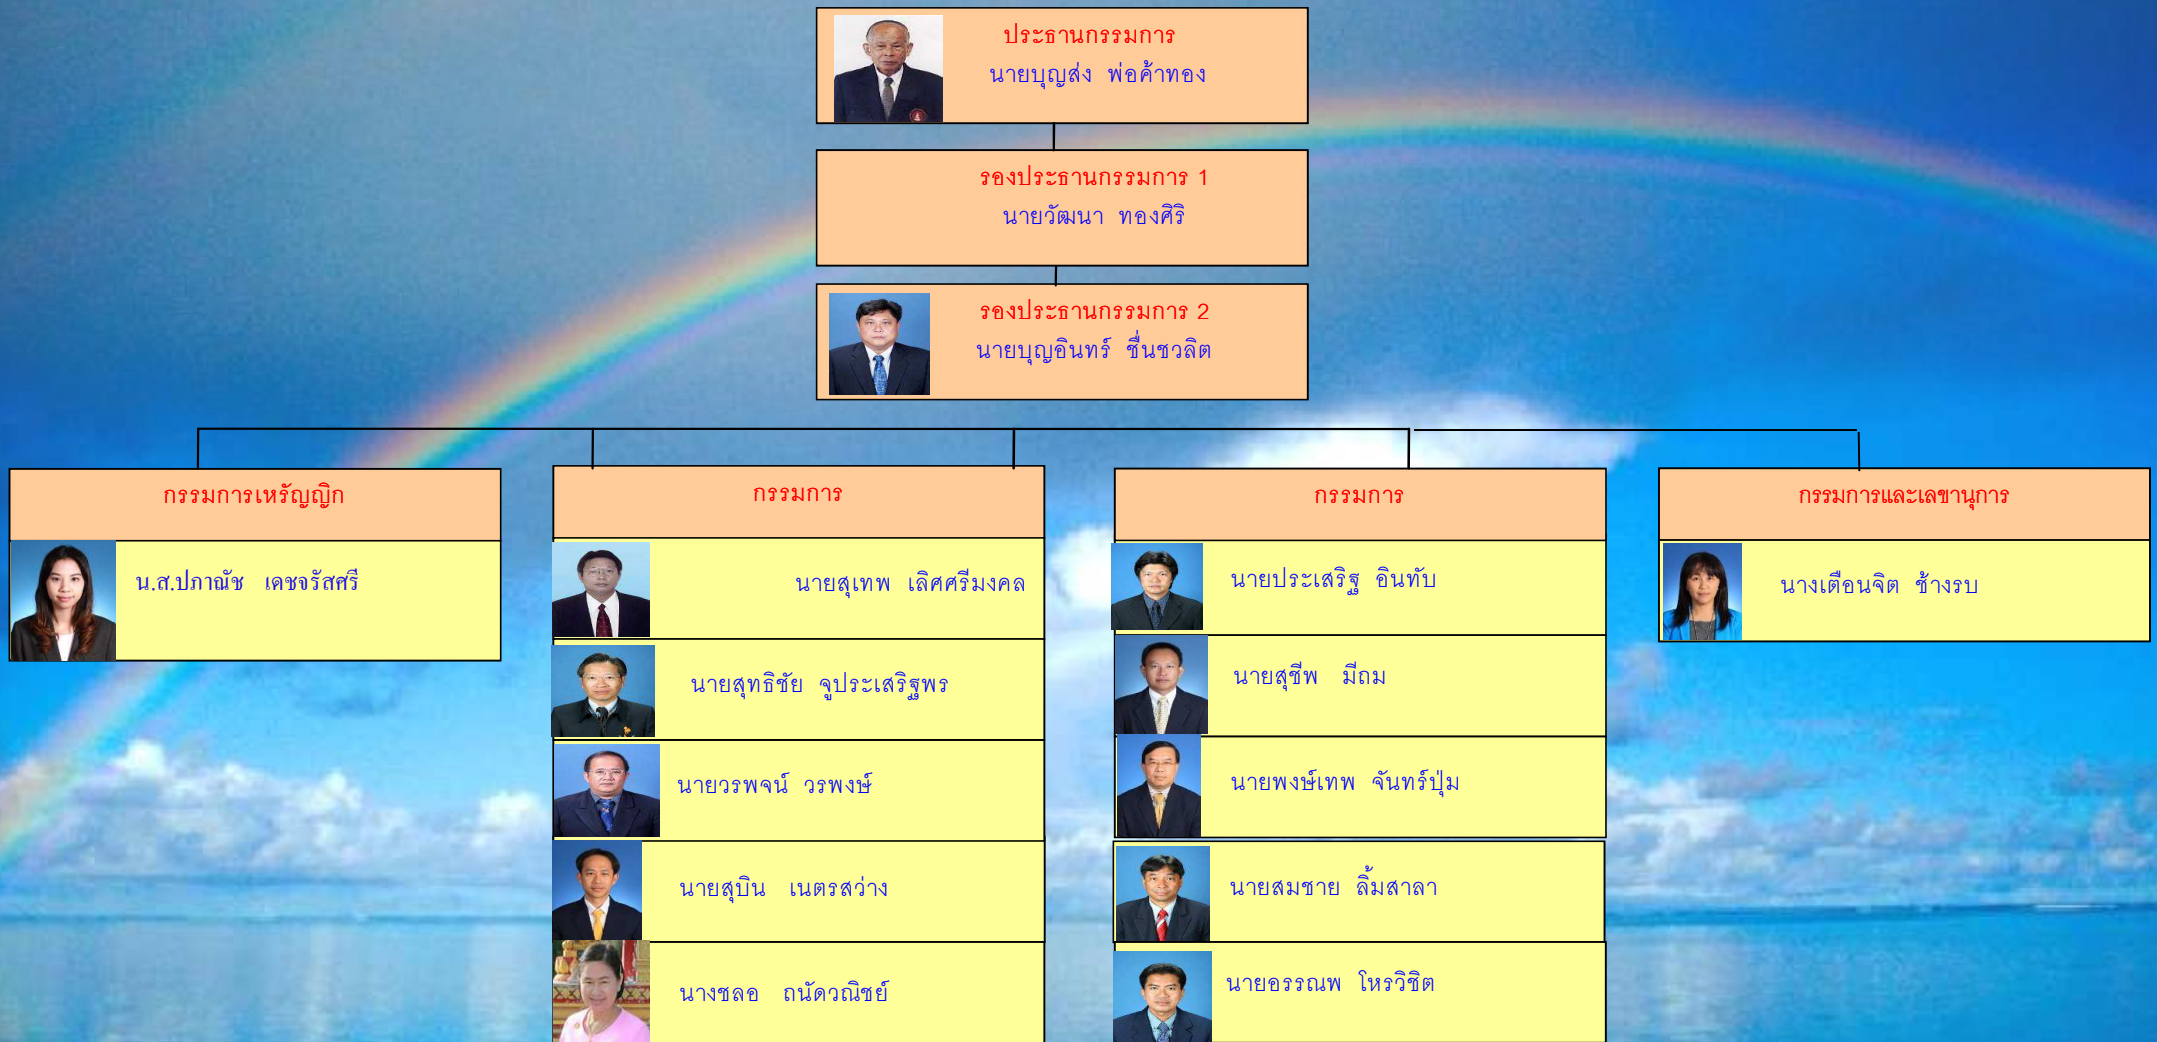 ประธานกรรมการ
นายบุญส่ง พ่อค้าทอง
รองประธานกรรมการ 1
นายวัฒนา ทองศิริ
รองประธานกรรมการ 2
นายบุญอินทร์ ชื่นชวลิต
กรรมการเหรัญญิก
น.ส.ปภาณัช เดชจรัสศรี
กรรมการ
นายสุเทพ เลิศศรีมงคล
นายสุทธิชัย จูประเสริฐพร
นายวรพจน์ วรพงษ์
นายสุบิน เนตรสว่าง
นางชลอ ถนัดวณิชย์
กรรมการ
นายประเสริฐ อินทับ
นายสุชีพ มีถม
นายพงษ์เทพ จันทร์ปุ่ม
นายสมชาย ลิ้มสาลา
นายอรรณพ โหรวิชิต
กรรมการและเลขานุการ
นางเตือนจิต ช้างรบ